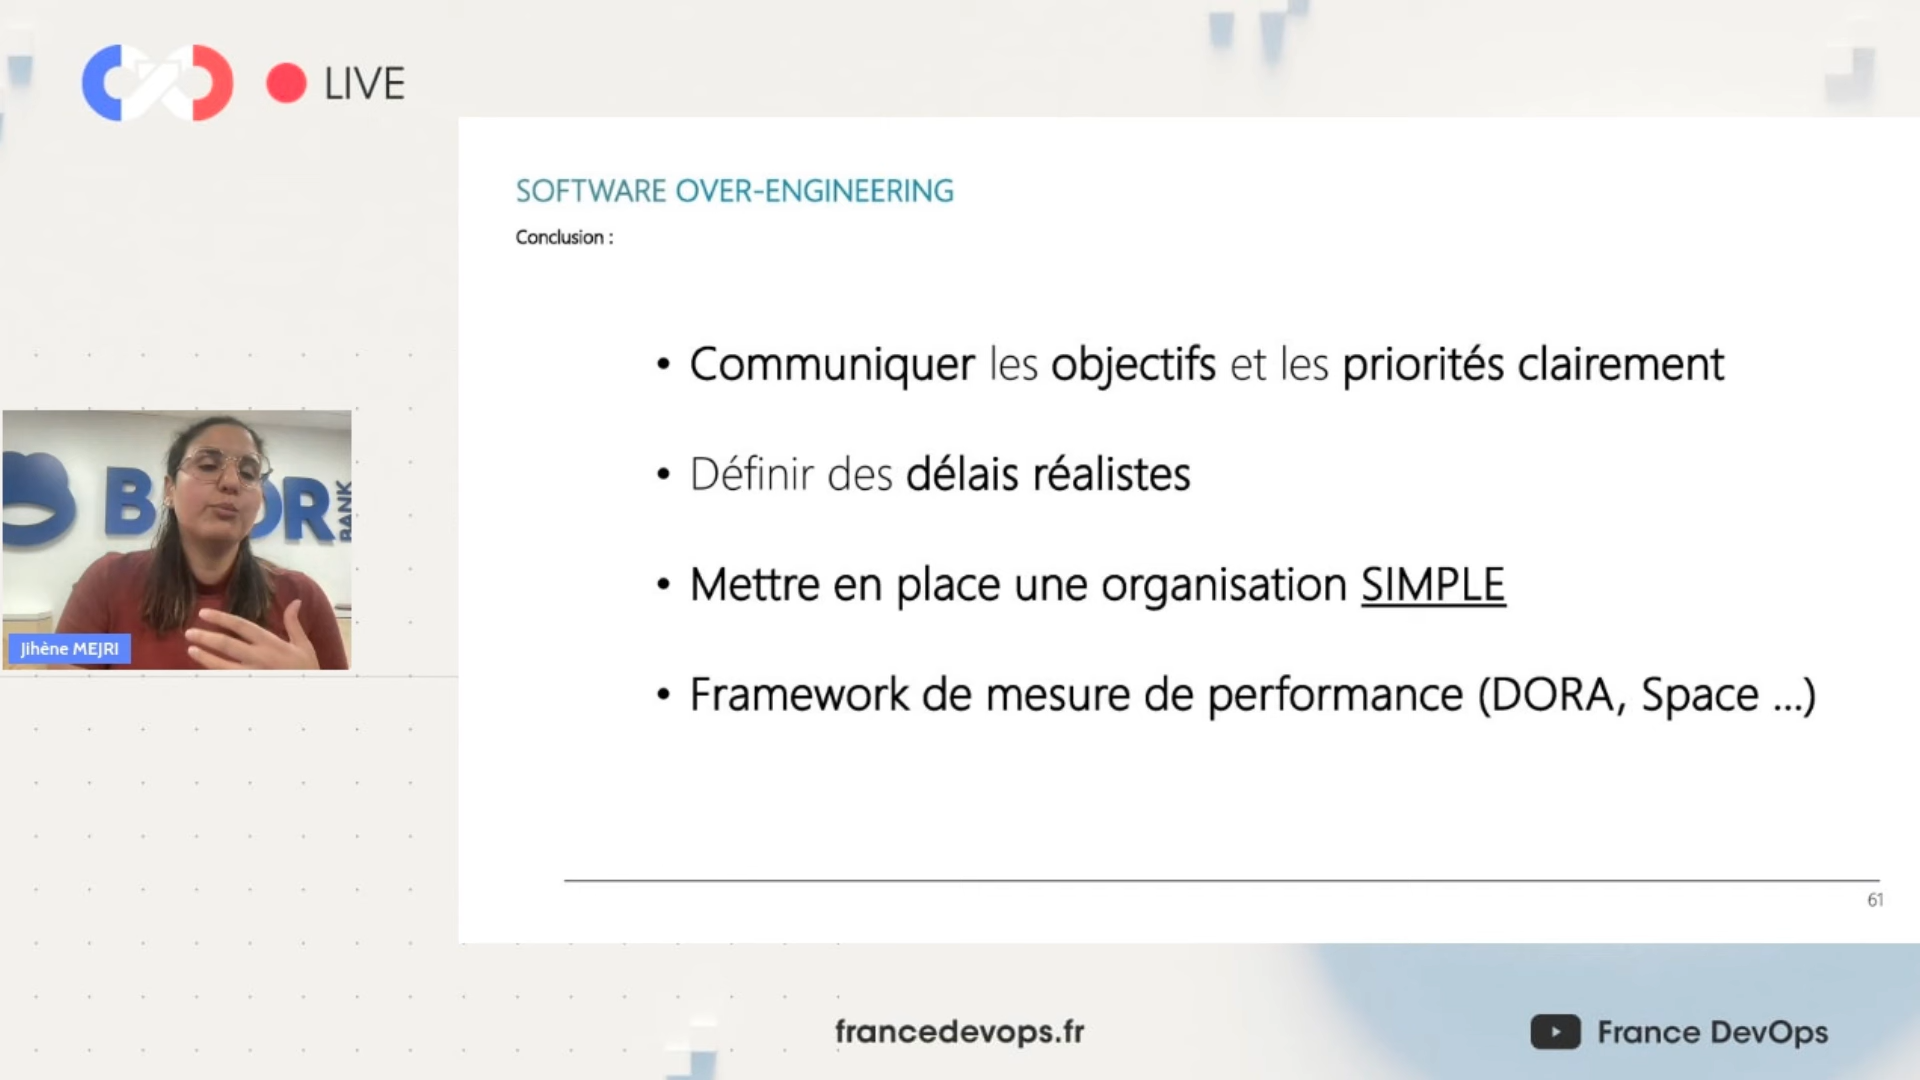 LIVE
SOFTWARE OVER-ENGINEERING
Conclusion :
• Communiquer les objectifs et les priorités clairement
• Définir des délais réalistes
• Mettre en place une organisation SIMPLE
• Framework de mesure de performance (DORA, Space ...)
BANK
Jihène MEJRI
61
francedevops.fr
France DevOps